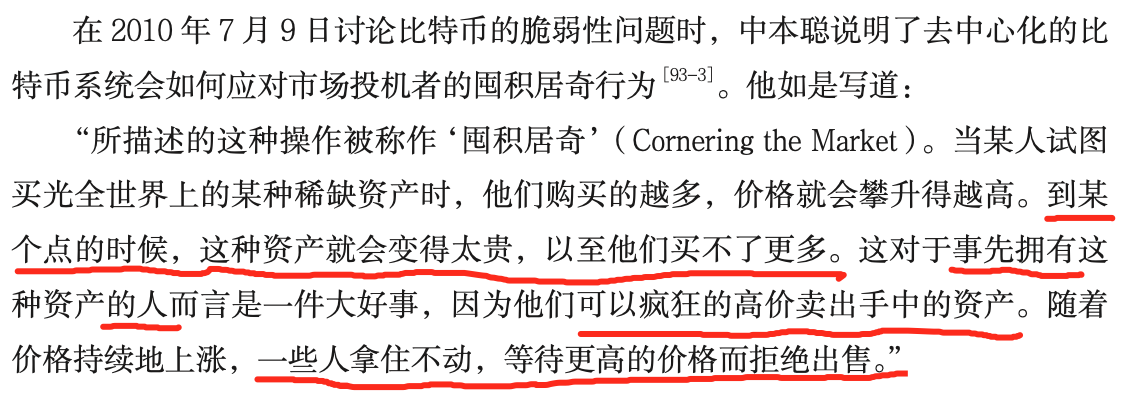 在 2010 年 7 月 9 日讨论比特币的脆弱性问题时，中本聪说明了去中心化的比
特币系统会如何应对市场投机者的囤积居奇行为[93-3]。他如是写道：
“所描述的这种操作被称作‘囤积居奇’（Cornering the Market）。当某人试图
买光全世界上的某种稀缺资产时，他们购买的越多，价格就会攀升得越高。到某
个点的时候，这种资产就会变得太贵，以至他们买不了更多。这对于事先拥有这
种资产的人而言是一件大好事，因为他们可以疯狂的高价卖出手中的资产。随着
价格持续地上涨，一些人拿住不动，等待更高的价格而拒绝出售。”